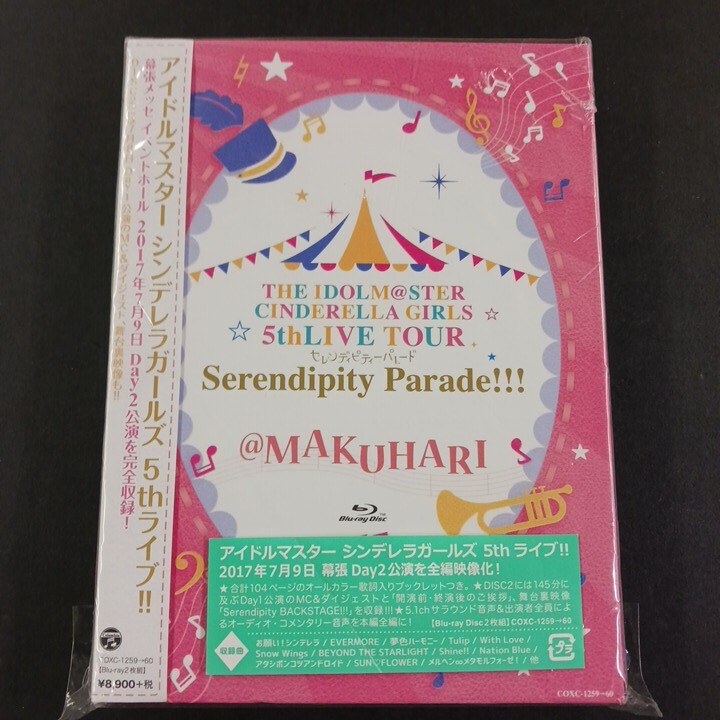 アイドルマスター シンデレラガールズ 5thライブ!!
幕張メッセ イベントホール 2017年7月9日 Day2公演を完全収録！
舞台裏映像も!!
COXC-1259→60
【Blu-ray2枚組】
¥8,900+税
THE IDOLM@STER
CINDERELLA GIRLS
5thLIVE TOUR
セレンディピティーパレード
Serendipity Parade!!!
@MAKUHARI
Blu-ray Disc
アイドルマスター シンデレラガールズ 5th ライブ!!
2017年7月9日 幕張 Day2公演を全編映像化！
★合計104ページのオールカラー歌詞入りブックレットつき。★DISC2には145分に
及ぶDay1公演のMC&ダイジェストと「開演前・終演後のご挨拶」、舞台裏映像
「Serendipity BACKSTAGE!!!」を収録!!! ★5.1chサラウンド音声&出演者全員によ
るオーディオ・コメンタリー音声を本編全編に！ 【Blu-ray Disc2枚組】COXC-1259→60
収録曲
お願い！シンデレラ / EVERMORE / 夢色ハーモニー / Tulip / With Love /
Snow Wings / BEYOND THE STARLIGHT / Shine!! / Nation Blue /
アタシポンコツアンドロイド / SUN♡FLOWER / メルヘン∞メタモルフォーゼ！ / 他
プラ
COXC-1259→60